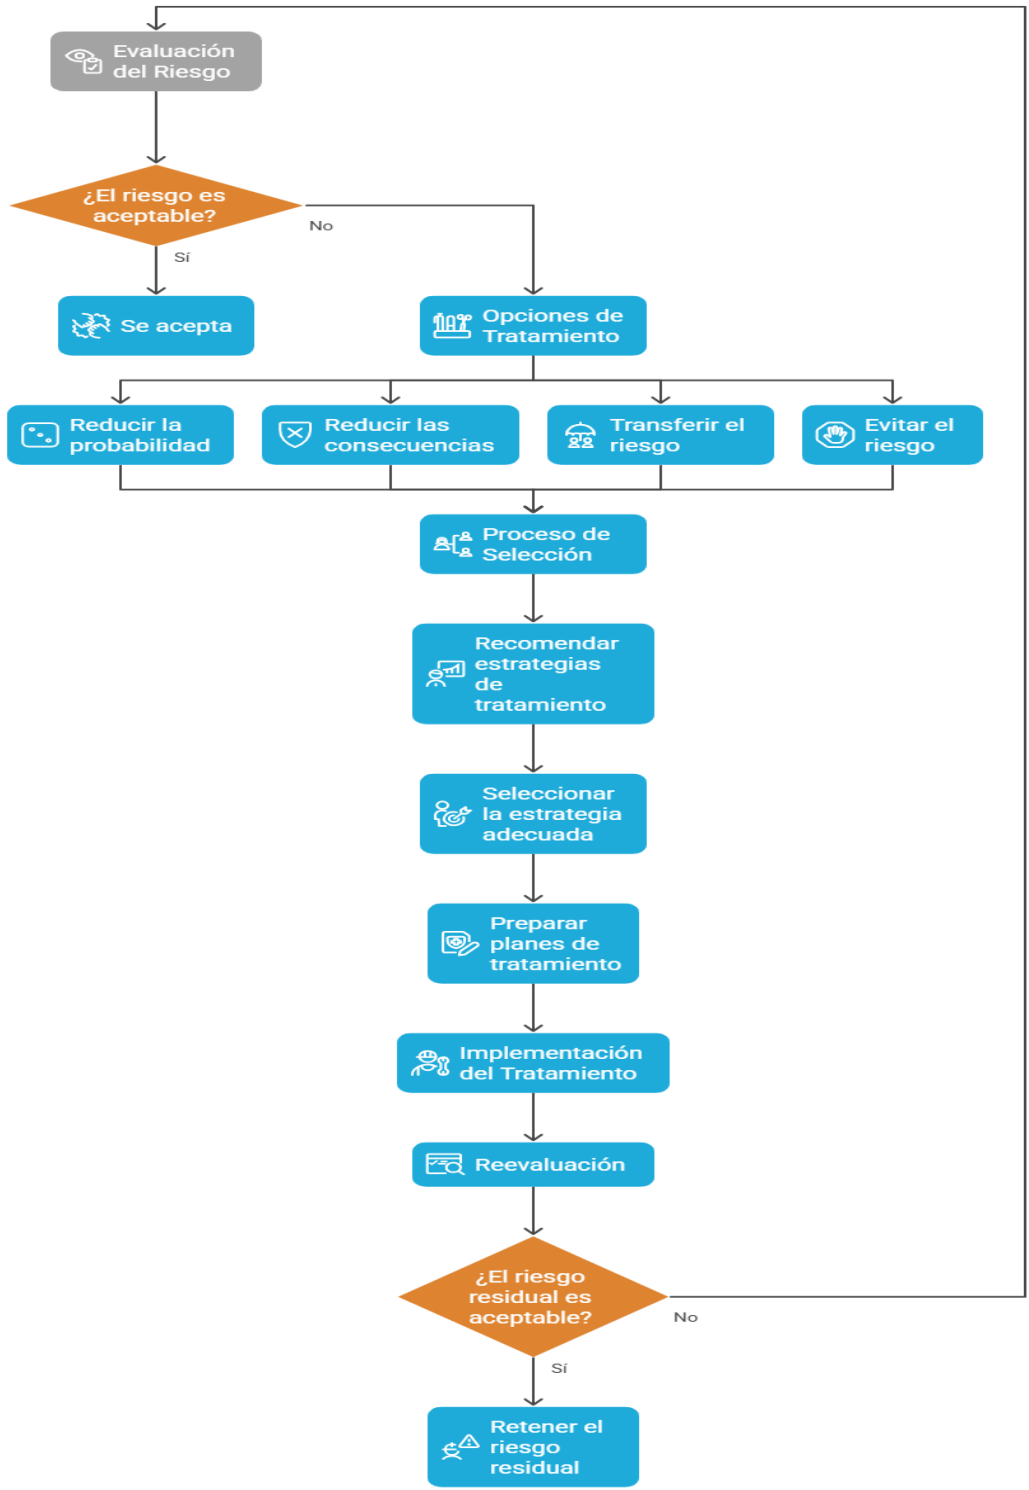 Evaluación
del Riesgo
¿El riesgo es
aceptable?
No
Sí
Se acepta
Opciones de
Tratamiento
Reducir la
probabilidad
Reducir las
consecuencias
Transferir el
riesgo
Evitar el
riesgo
Proceso de
Selección
Recomendar
estrategias
de
tratamiento
Seleccionar
la estrategia
adecuada
Preparar
planes de
tratamiento
Implementación
del Tratamiento
Reevaluación
¿El riesgo
residual es
aceptable?
No
Sí
Retener el
riesgo
residual